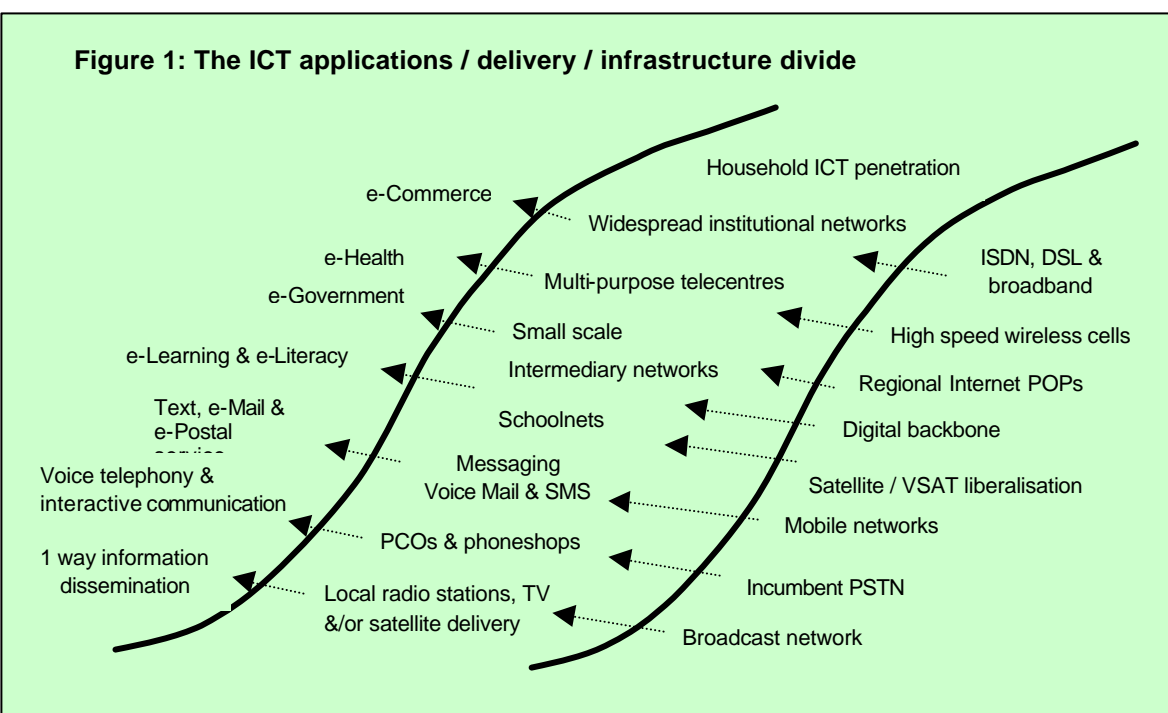 Figure 1: The ICT applications / delivery / infrastructure divide
Household ICT penetration
e-Commerce
Widespread institutional networks
e-Health
ISDN, DSL &
broadband
Multi-purpose telecentres
e-Government
Small scale
High speed wireless cells
e-Learning & e-Literacy
Intermediary networks
Regional Internet POPs
Text, e-Mail &
e-Postal
Schoolnets
Digital backbone
Voice telephony &
interactive communication
Messaging
Voice Mail & SMS
Satellite / VSAT liberalisation
Mobile networks
PCOs & phoneshops
1 way information
dissemination
Incumbent PSTN
Local radio stations, TV
&/or satellite delivery
Broadcast network